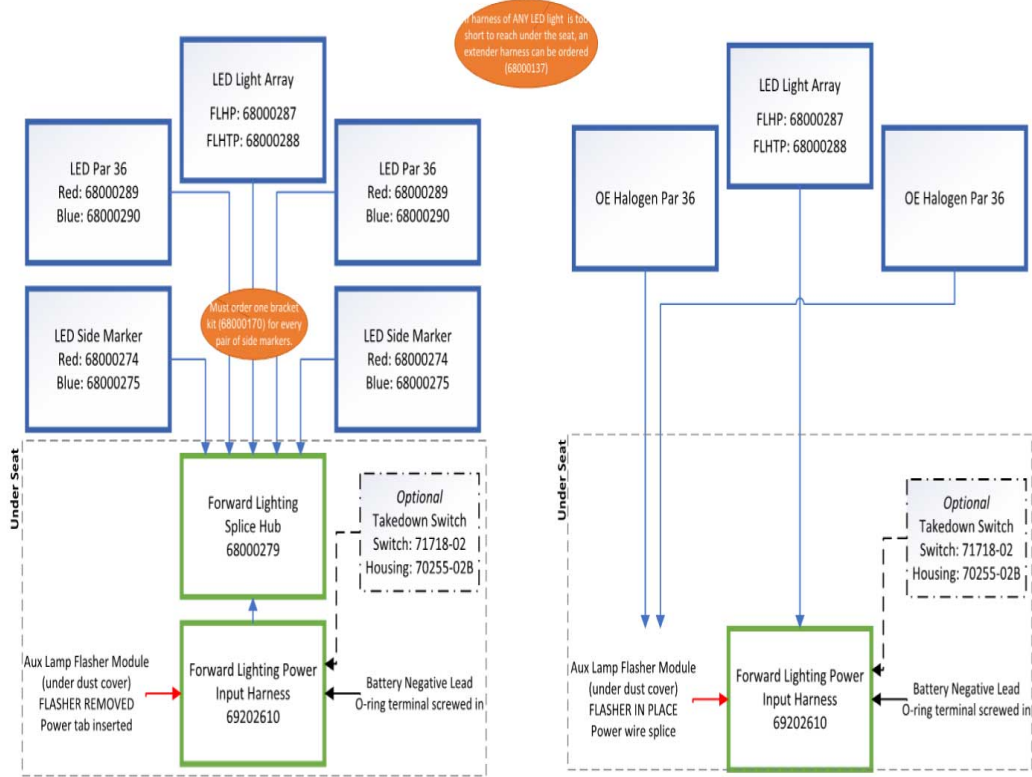 If harness of ANY LED light is too
short to reach under the seat, an
extender harness can be ordered
(68000137)
LED Light Array
FLHP: 68000287
FLHTP: 68000288
LED Par 36
Red: 68000289
Blue: 68000290
LED Par 36
Red: 68000289
Blue: 68000290
Must order one bracket
kit (68000170) for every
pair of side markers.
LED Side Marker
Red: 68000274
Blue: 68000275
LED Side Marker
Red: 68000274
Blue: 68000275
Under Seat
Forward Lighting
Splice Hub
68000279
Optional
Takedown Switch
Switch: 71718-02
Housing: 70255-02B
Aux Lamp Flasher Module
(under dust cover)
FLASHER REMOVED
Power tab inserted
Forward Lighting Power
Input Harness
69202610
Battery Negative Lead
O-ring terminal screwed in
LED Light Array
FLHP: 68000287
FLHTP: 68000288
OE Halogen Par 36
OE Halogen Par 36
Under Seat
Optional
Takedown Switch
Switch: 71718-02
Housing: 70255-02B
Aux Lamp Flasher Module
(under dust cover)
FLASHER IN PLACE
Power wire splice
Forward Lighting Power
Input Harness
69202610
Battery Negative Lead
O-ring terminal screwed in